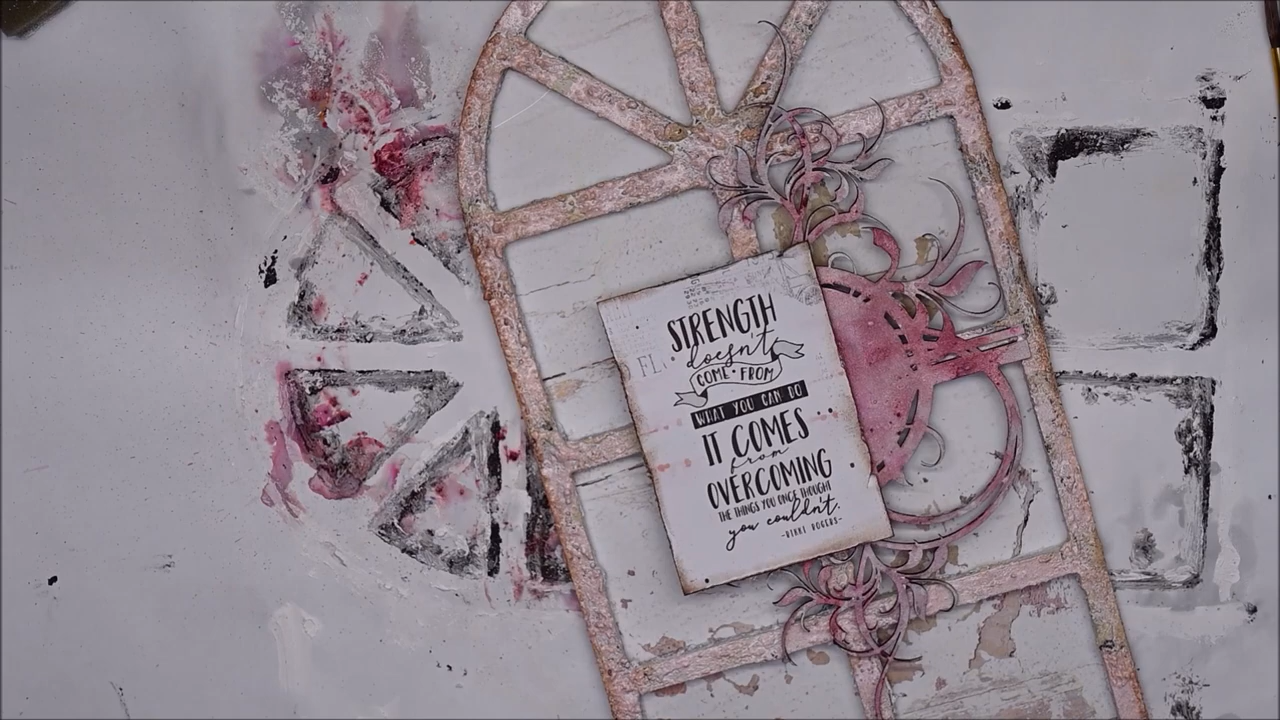 STRENGTH
doesn't
COME • FROM
WHAT YOU CAN DO
IT COMES
from
OVERCOMING
THE THINGS YOU ONCE THOUGHT
you couldn't.
-RIKKI ROGERS-